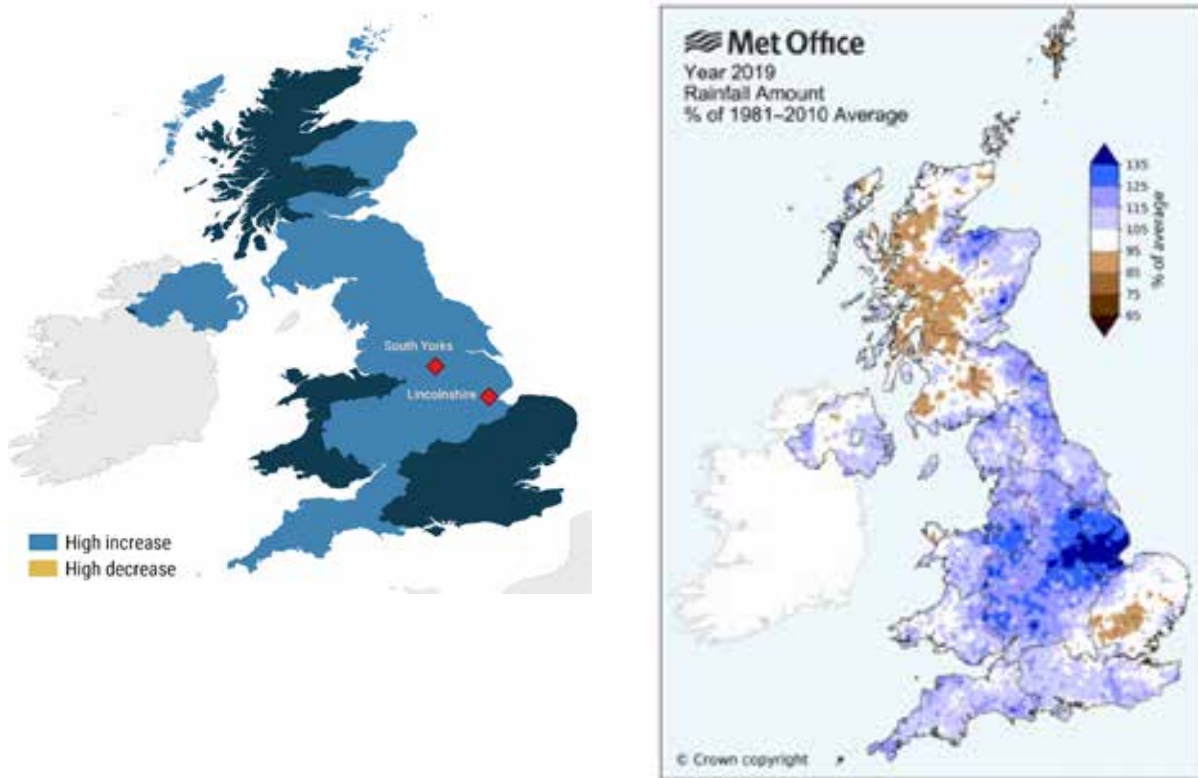 South Yorks
Lincolnshire
High increase
High decrease
Met Office
Year 2019
Rainfall Amount
% of 1981–2010 Average
135
125
115
105
95
85
75
65
% of average
© Crown copyright